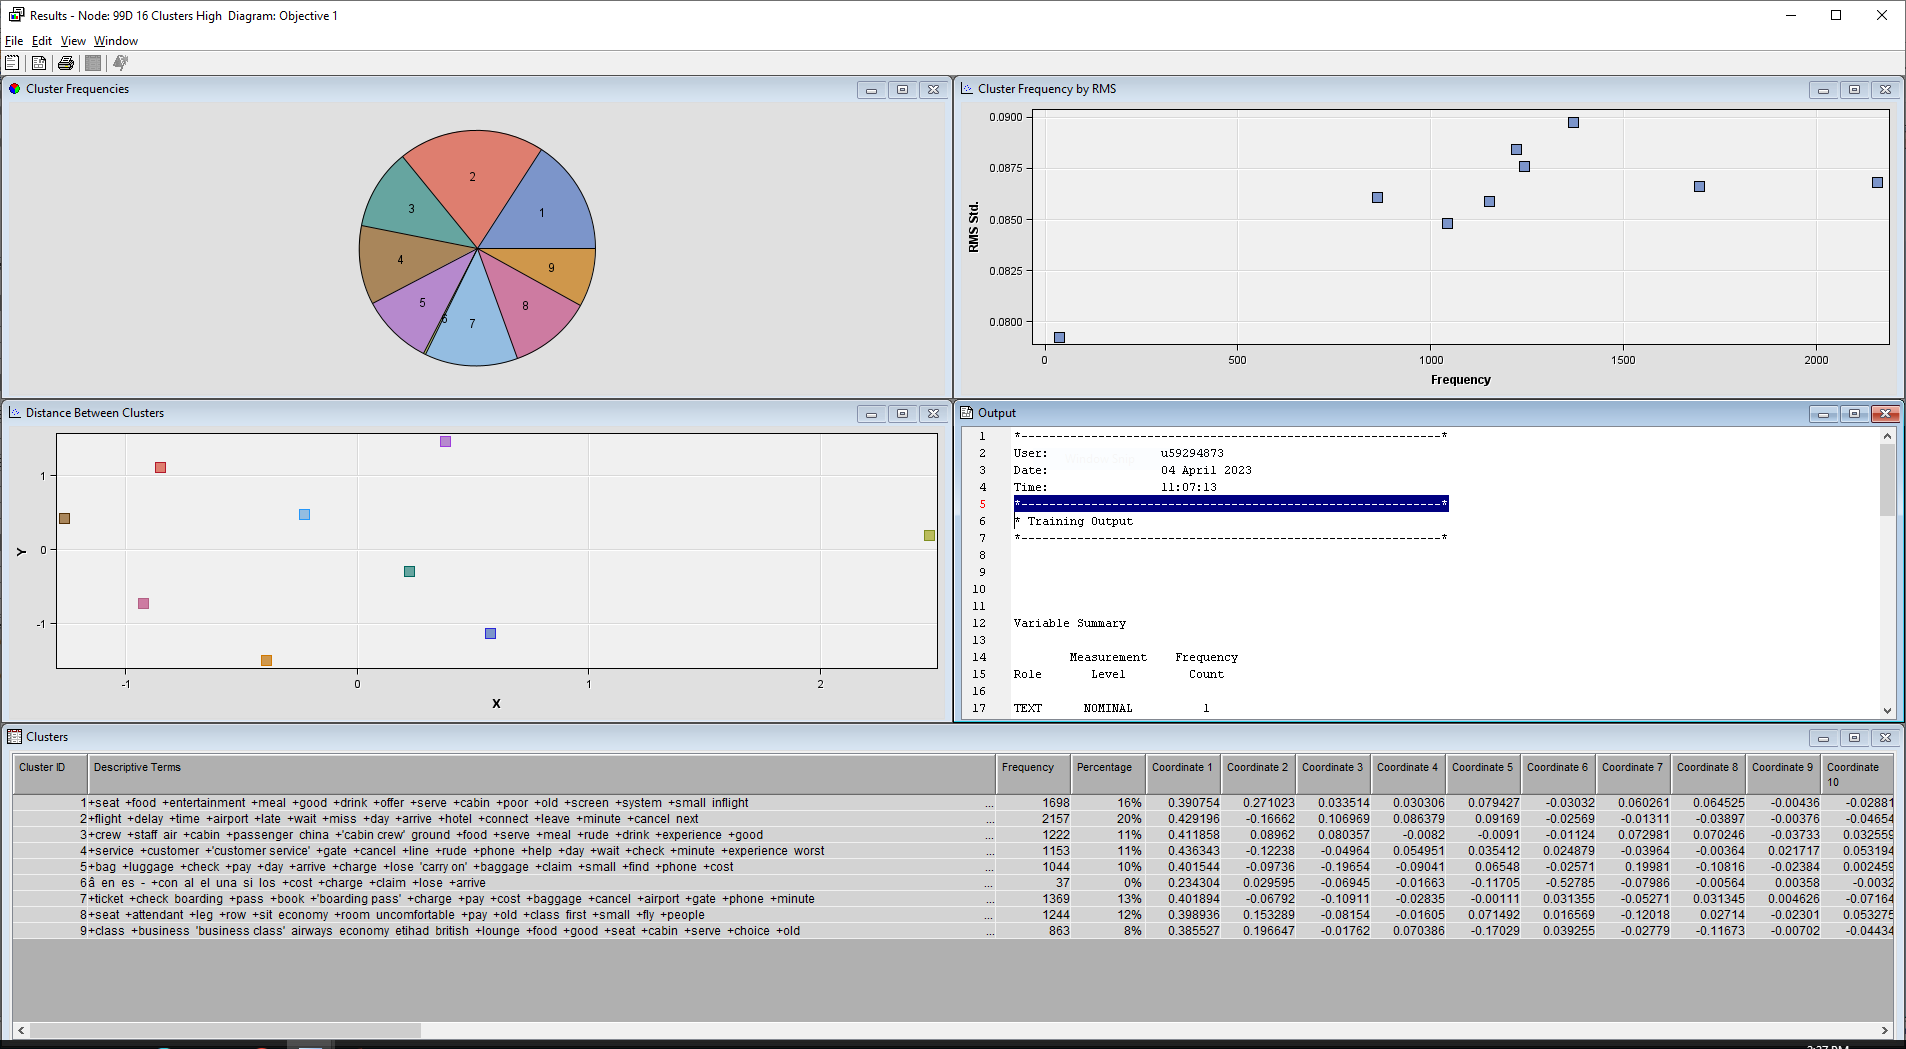 Results - Node: 99D 16 Clusters High  Diagram: Objective 1
File Edit View Window
Cluster Frequencies
1
2
3
4
5
6
7
8
9
Cluster Frequency by RMS
RMS Std.
0.0900
0.0875
0.0850
0.0825
0.0800
0 500 1000 1500 2000
Frequency
Distance Between Clusters
Y
1
0
-1
-1 0 1 2
X
Output
1 *------------------------------------------------------------*
2 User: u59294873
3 Date: 04 April 2023
4 Time: 11:07:13
5 *------------------------------------------------------------*
6 * Training Output
7 *------------------------------------------------------------*
8
9
10
11
12 Variable Summary
13
14 Measurement Frequency
15 Role Level Count
16
17 TEXT NOMINAL 1
Clusters
Cluster ID Descriptive Terms Frequency Percentage Coordinate 1 Coordinate 2 Coordinate 3 Coordinate 4 Coordinate 5 Coordinate 6 Coordinate 7 Coordinate 8 Coordinate 9 Coordinate 10
1 +seat +food +entertainment +meal +good +drink +offer +serve +cabin +poor +old +screen +system +small inflight ... 1698 16% 0.390754 0.271023 0.033514 0.030306 0.079427 -0.03032 0.060261 0.064525 -0.00436 -0.02881
2 +flight +delay +time +airport +late +wait +miss +day +arrive +hotel +connect +leave +minute +cancel next ... 2157 20% 0.429196 -0.16662 0.106969 0.086379 0.09169 -0.02569 -0.01311 -0.03897 -0.00376 -0.04654
3 +crew +staff air +cabin +passenger china +'cabin crew' ground +food +serve +meal +rude +drink +experience +good ... 1222 11% 0.411858 0.08962 0.080357 -0.0082 -0.0091 -0.01124 0.072981 0.070246 -0.03733 0.032559
4 +service +customer +'customer service' +gate +cancel +line +rude +phone +help +day +wait +check +minute +experience worst ... 1153 11% 0.436343 -0.12238 -0.04964 0.054951 0.035412 0.024879 -0.03964 -0.00364 0.021717 0.053194
5 +bag +luggage +check +pay +day +arrive +charge +lose 'carry on' +baggage +claim +small +find +phone +cost ... 1044 10% 0.401544 -0.09736 -0.19654 -0.09041 0.06548 -0.02571 0.19981 -0.10816 -0.02384 0.002459
6 â en es - +con al el una si los +cost +charge +claim +lose +arrive ... 37 0% 0.234304 0.029595 -0.06945 -0.01663 -0.11705 -0.52785 -0.07986 -0.00564 0.00358 -0.0032
7 +ticket +check boarding +pass +book +'boarding pass' +charge +pay +cost +baggage +cancel +airport +gate +phone +minute ... 1369 13% 0.401894 -0.06792 -0.10911 -0.02835 -0.00111 0.031355 -0.05271 0.031345 0.004626 -0.07164
8 +seat +attendant +leg +row +sit economy +room uncomfortable +pay +old +class first +small +fly +people ... 1244 12% 0.398936 0.153289 -0.08154 -0.01605 0.071492 0.016569 -0.12018 0.02714 -0.02301 0.053275
9 +class +business 'business class' airways economy etihad british +lounge +food +good +seat +cabin +serve +choice +old ... 863 8% 0.385527 0.196647 -0.01762 0.070386 -0.17029 0.039255 -0.02779 -0.11673 -0.00702 -0.04434